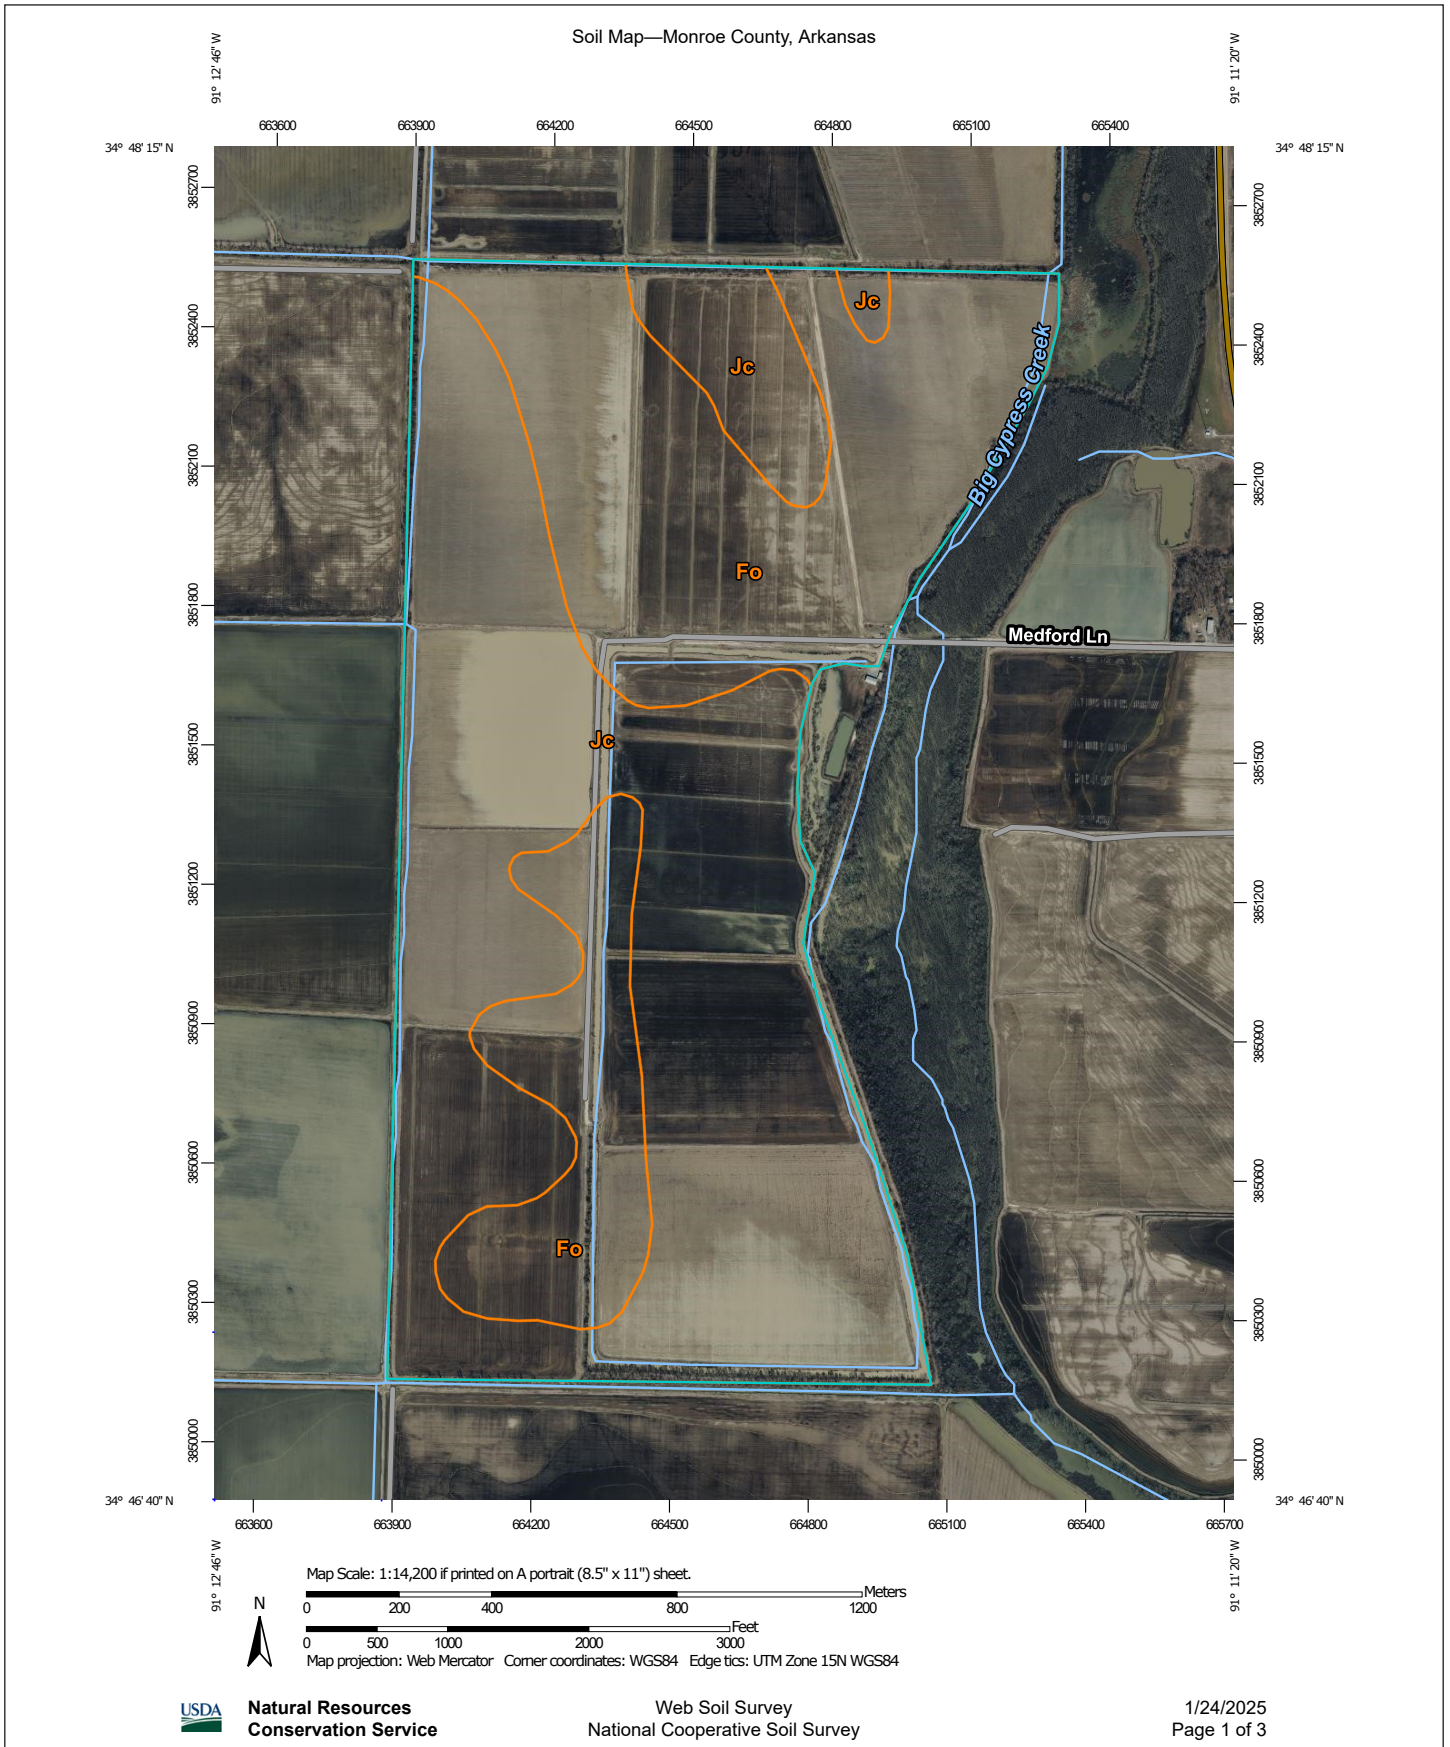 Soil Map—Monroe County, Arkansas
91° 12' 46" W
91° 11' 20" W
663600 663900 664200 664500 664800 665100 665400
34° 48' 15" N
34° 48' 15" N
3852700
3852700
3852400
3852400
3852100
3852100
3851800
3851800
3851500
3851500
3851200
3851200
3850900
3850900
3850600
3850600
3850300
3850300
3850000
3850000
Jc
Jc
Big Cypress Creek
Fo
Medford Ln
Jc
Fo
34° 46' 40" N
34° 46' 40" N
663600 663900 664200 664500 664800 665100 665400 665700
91° 12' 46" W
91° 11' 20" W
Map Scale: 1:14,200 if printed on A portrait (8.5" x 11") sheet.
Meters
0 200 400 800 1200
Feet
0 500 1000 2000 3000
Map projection: Web Mercator Corner coordinates: WGS84 Edge tics: UTM Zone 15N WGS84
N
USDA
Natural Resources
Conservation Service
Web Soil Survey
National Cooperative Soil Survey
1/24/2025
Page 1 of 3